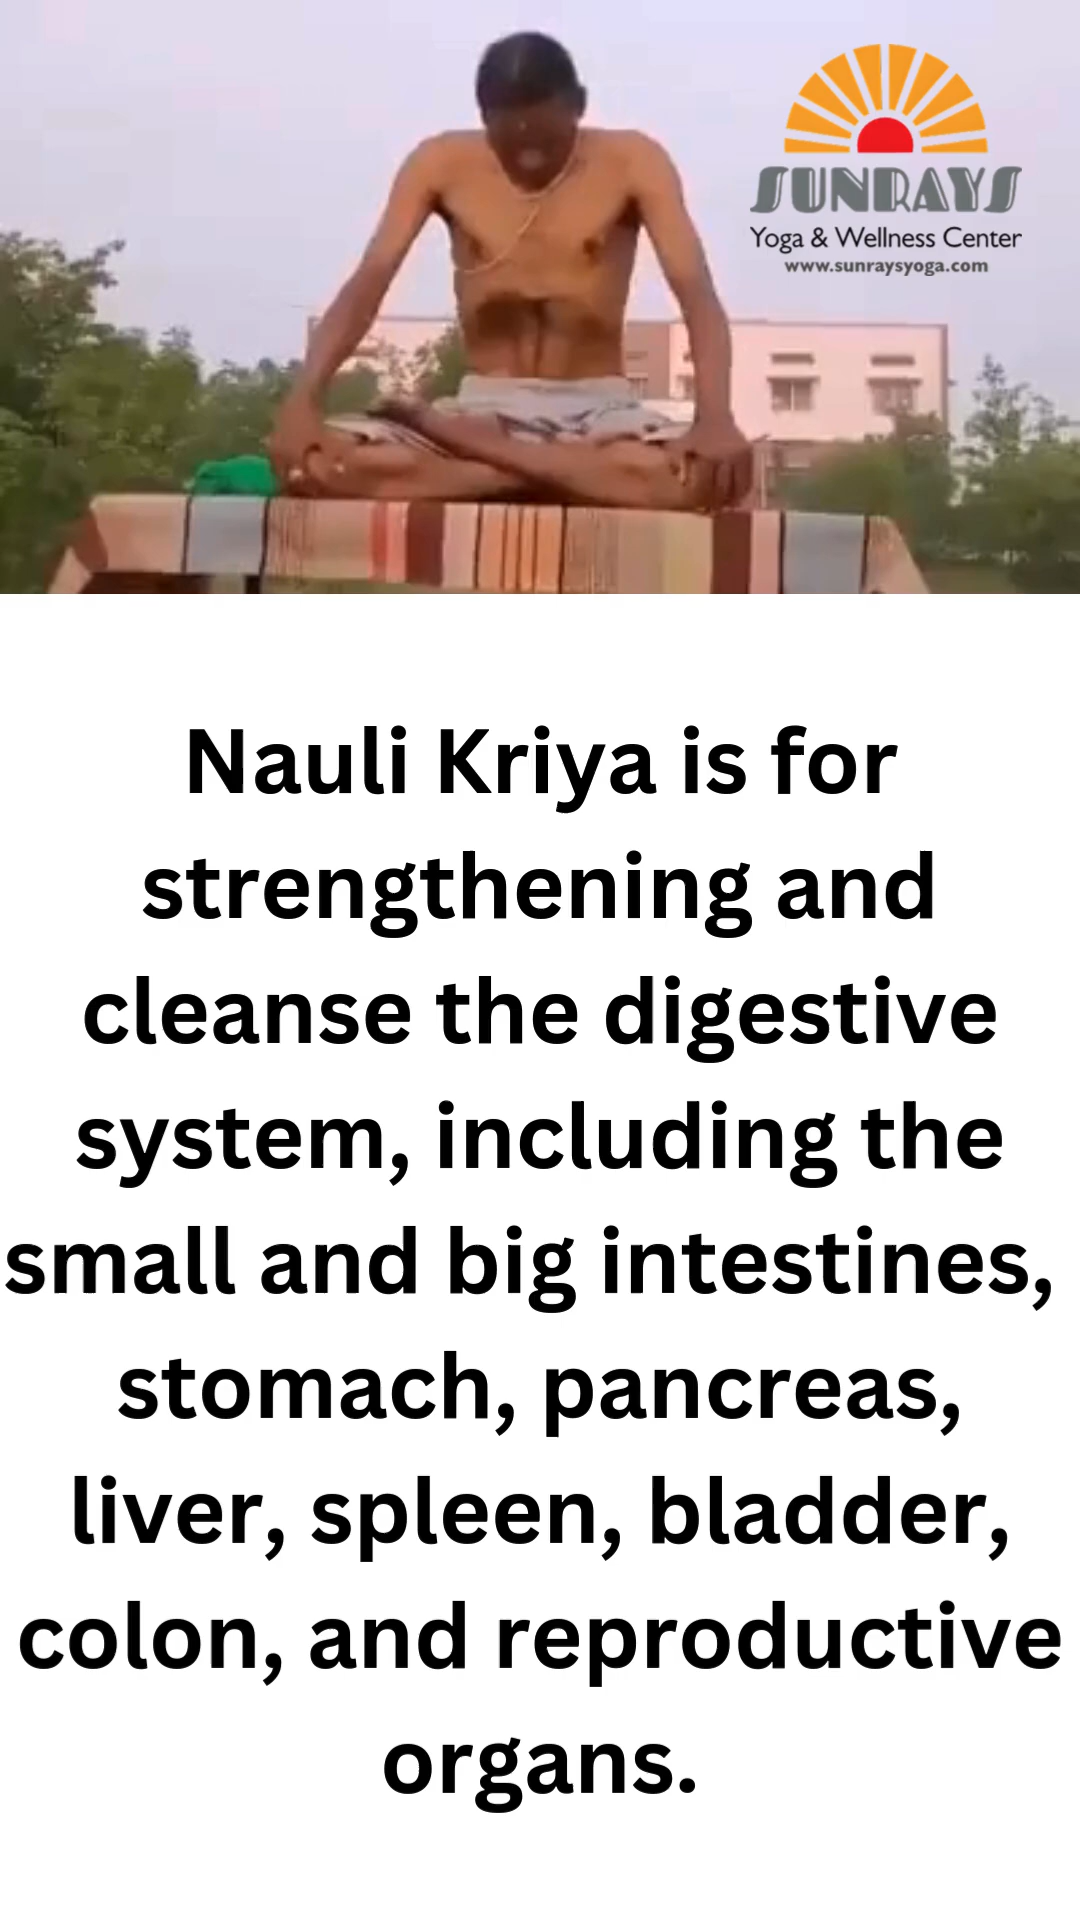 SUNRAYS
Yoga & Wellness Center
www.sunraysyoga.com
Nauli Kriya is for
strengthening and
cleanse the digestive
system, including the
small and big intestines,
stomach, pancreas,
liver, spleen, bladder,
colon, and reproductive
organs.